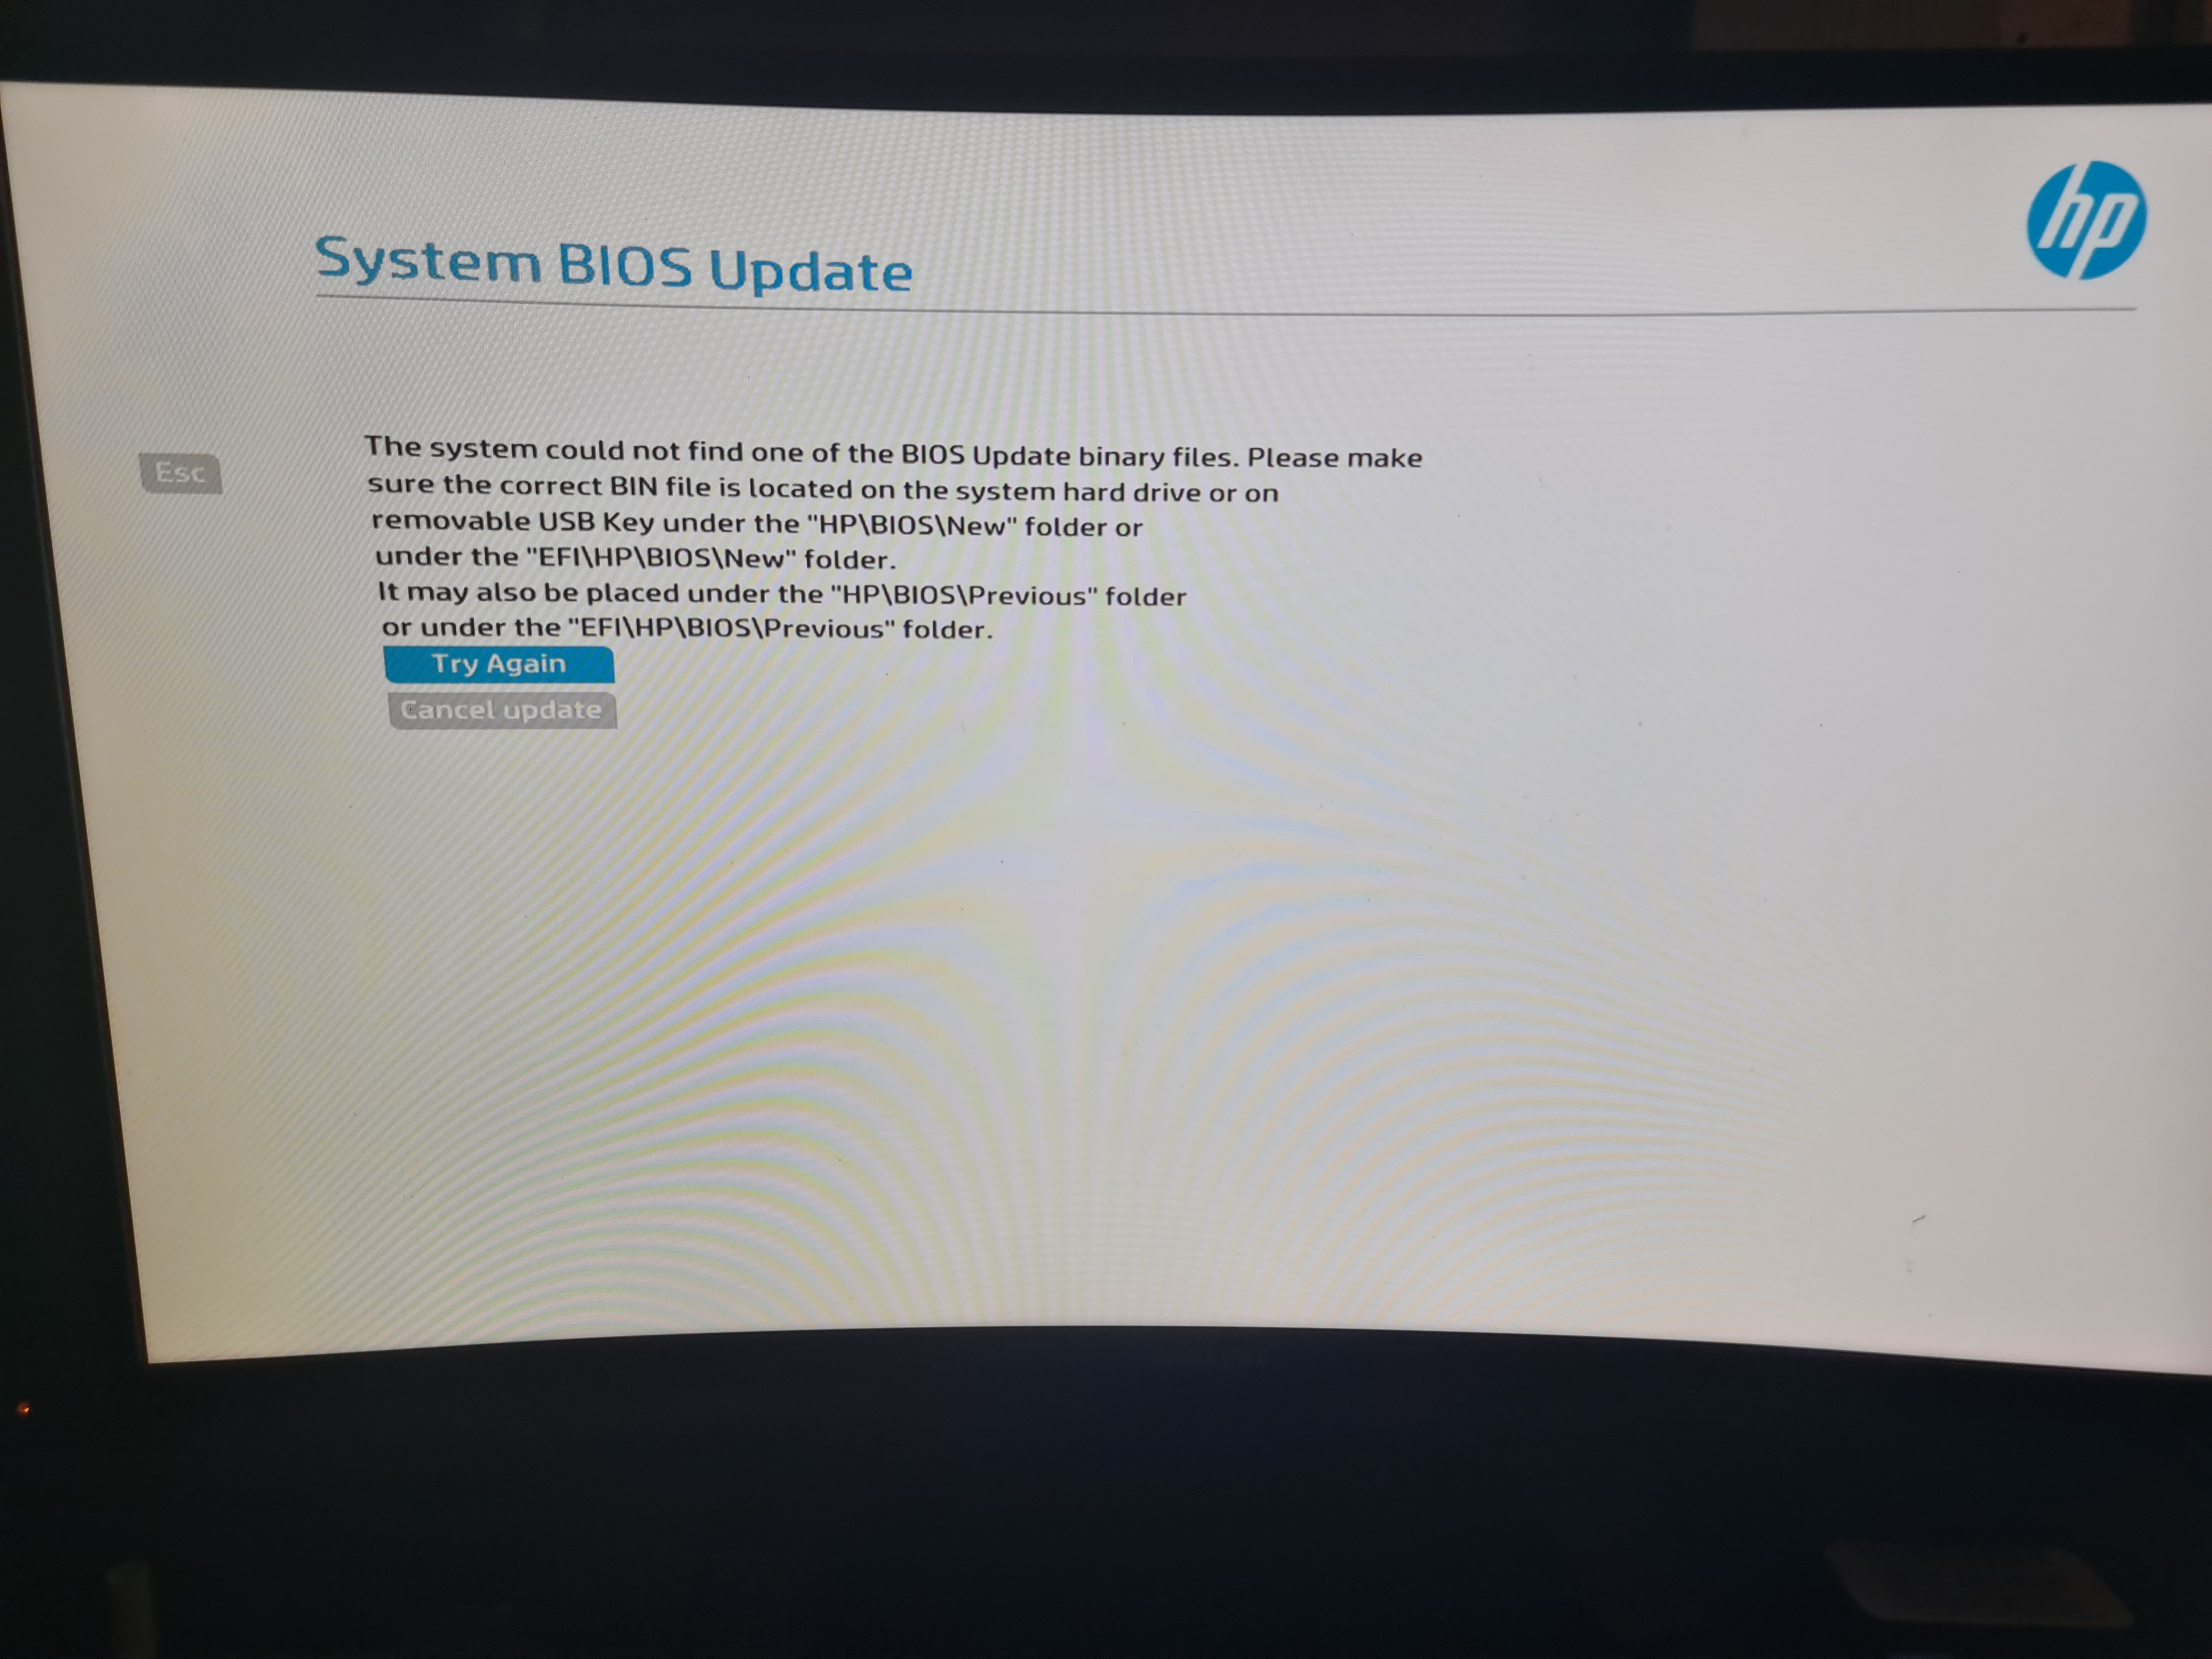 hp
System BIOS Update
Esc
The system could not find one of the BIOS Update binary files. Please make
sure the correct BIN file is located on the system hard drive or on
removable USB Key under the "HP\BIOS\New" folder or
under the "EFI\HP\BIOS\New" folder.
It may also be placed under the "HP\BIOS\Previous" folder
or under the "EFI\HP\BIOS\Previous" folder.
Try Again
Cancel update